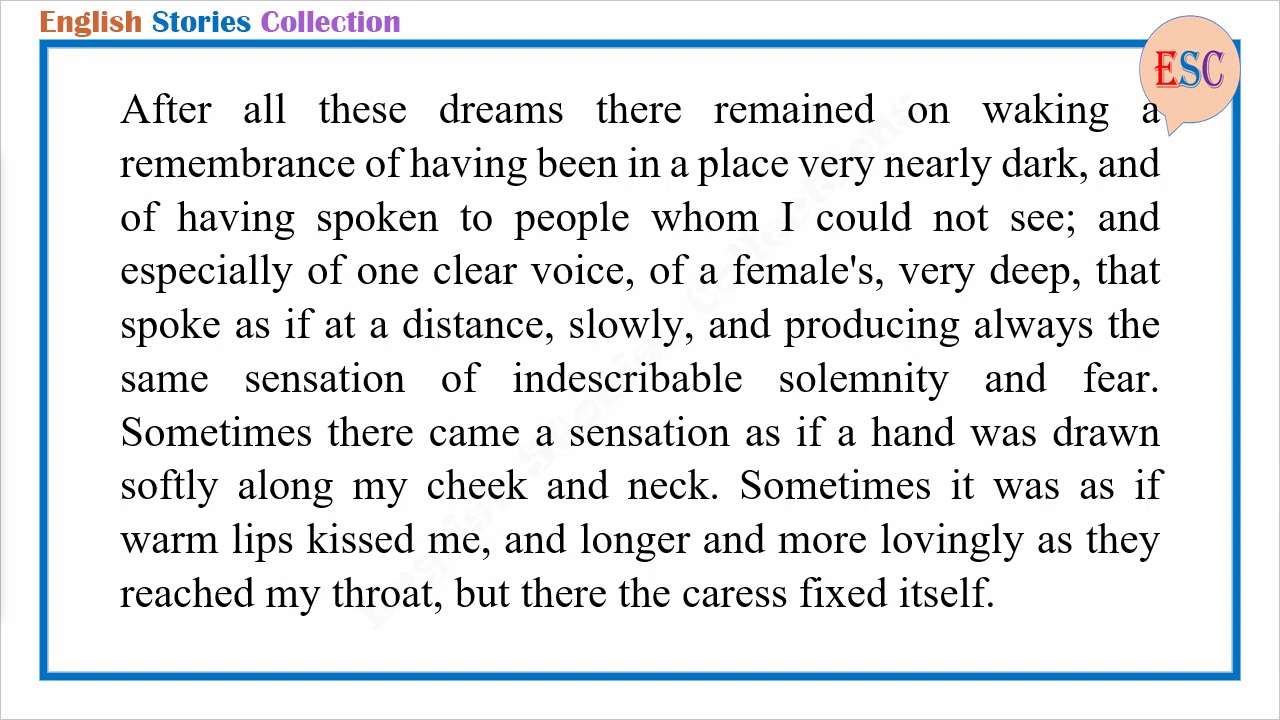 English Stories Collection
ESC
After all these dreams there remained on waking a
remembrance of having been in a place very nearly dark, and
of having spoken to people whom I could not see; and
especially of one clear voice, of a female's, very deep, that
spoke as if at a distance, slowly, and producing always the
same sensation of indescribable solemnity and fear.
Sometimes there came a sensation as if a hand was drawn
softly along my cheek and neck. Sometimes it was as if
warm lips kissed me, and longer and more lovingly as they
reached my throat, but there the caress fixed itself.
English Stories Collections